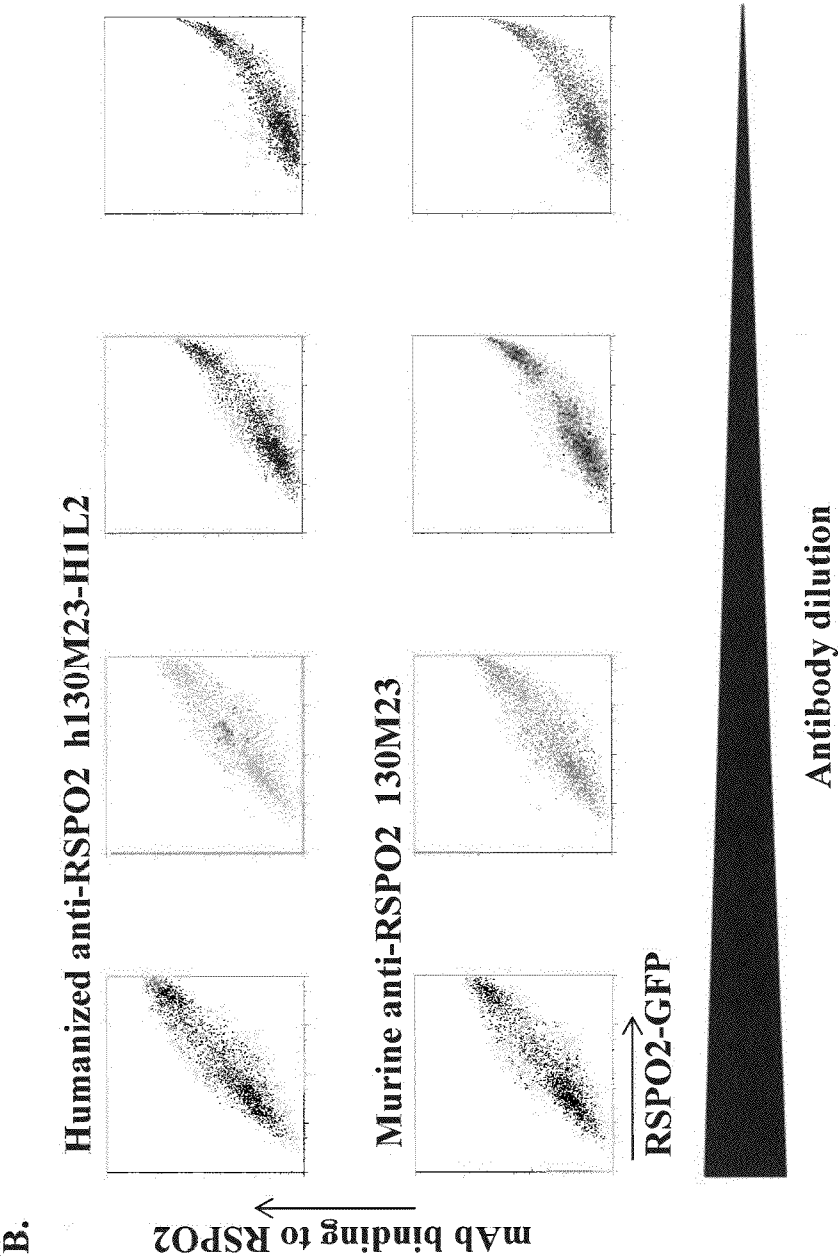 B.
Humanized anti-RSPO2 h130M23-H1L2
Murine anti-RSPO2 130M23
mAb binding to RSPO2
RSPO2-GFP
Antibody dilution